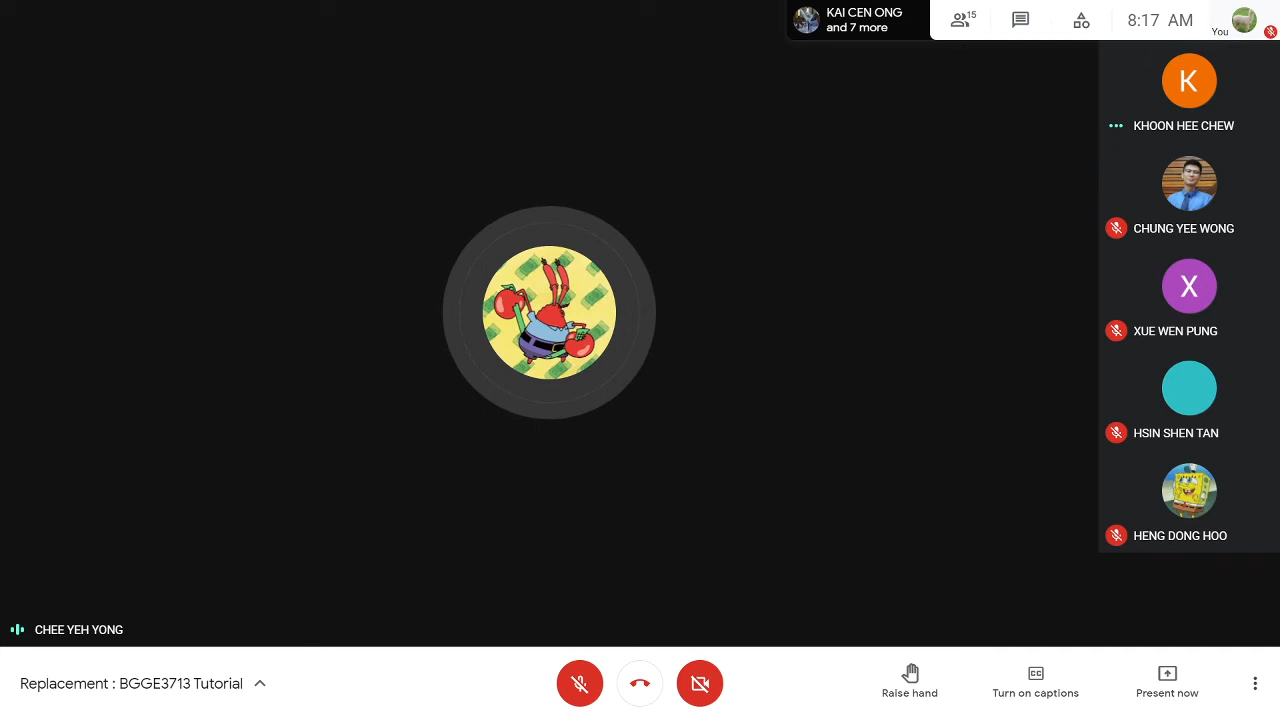 KAI CEN ONG
and 7 more
15
8:17 AM
You
K
KHOON HEE CHEW
CHUNG YEE WONG
X
XUE WEN PUNG
HSIN SHEN TAN
HENG DONG HOO
CHEE YEH YONG
Replacement : BGGE3713 Tutorial
Raise hand
CC
Turn on captions
Present now